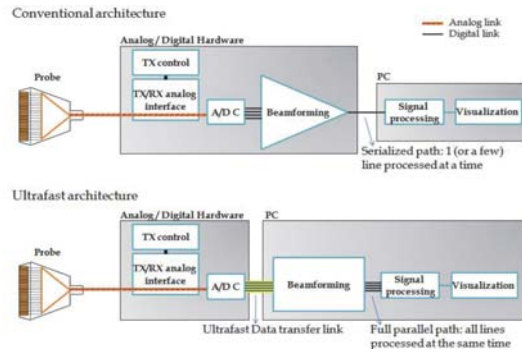 Conventional architecture
Analog link
Digital link
Analog / Digital Hardware
TX control
PC
Probe
TX/RX analog
interface
A/D C
Beamforming
Signal
processing
Visualization
Serialized path: 1 (or a few)
line processed at a time
Ultrafast architecture
Analog / Digital Hardware
PC
TX control
Probe
TX/RX analog
interface
A/D C
Beamforming
Signal
processing
Visualization
Ultrafast Data transfer link
Full parallel path: all lines
processed at the same time